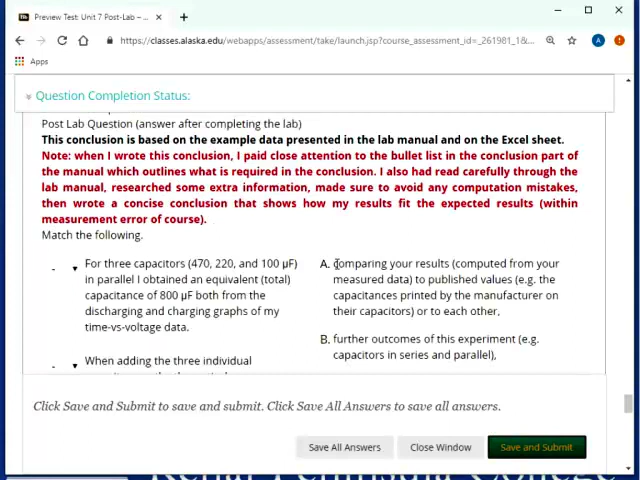 Preview Test: Unit 7 Post-Lab – ...
https://classes.alaska.edu/webapps/assessment/take/launch.jsp?course_assessment_id=_261981_1&...
Apps
Question Completion Status:
Post Lab Question (answer after completing the lab)
This conclusion is based on the example data presented in the lab manual and on the Excel sheet.
Note: when I wrote this conclusion, I paid close attention to the bullet list in the conclusion part of
the manual which outlines what is required in the conclusion. I also had read carefully through the
lab manual, researched some extra information, made sure to avoid any computation mistakes,
then wrote a concise conclusion that shows how my results fit the expected results (within
measurement error of course).
Match the following.
- For three capacitors (470, 220, and 100 µF)
in parallel I obtained an equivalent (total)
capacitance of 800 µF both from the
discharging and charging graphs of my
time-vs-voltage data.
- When adding the three individual
A. comparing your results (computed from your
measured data) to published values (e.g. the
capacitances printed by the manufacturer on
their capacitors) or to each other,
B. further outcomes of this experiment (e.g.
capacitors in series and parallel),
Click Save and Submit to save and submit. Click Save All Answers to save all answers.
Save All Answers
Close Window
Save and Submit
Kenai Peninsula College